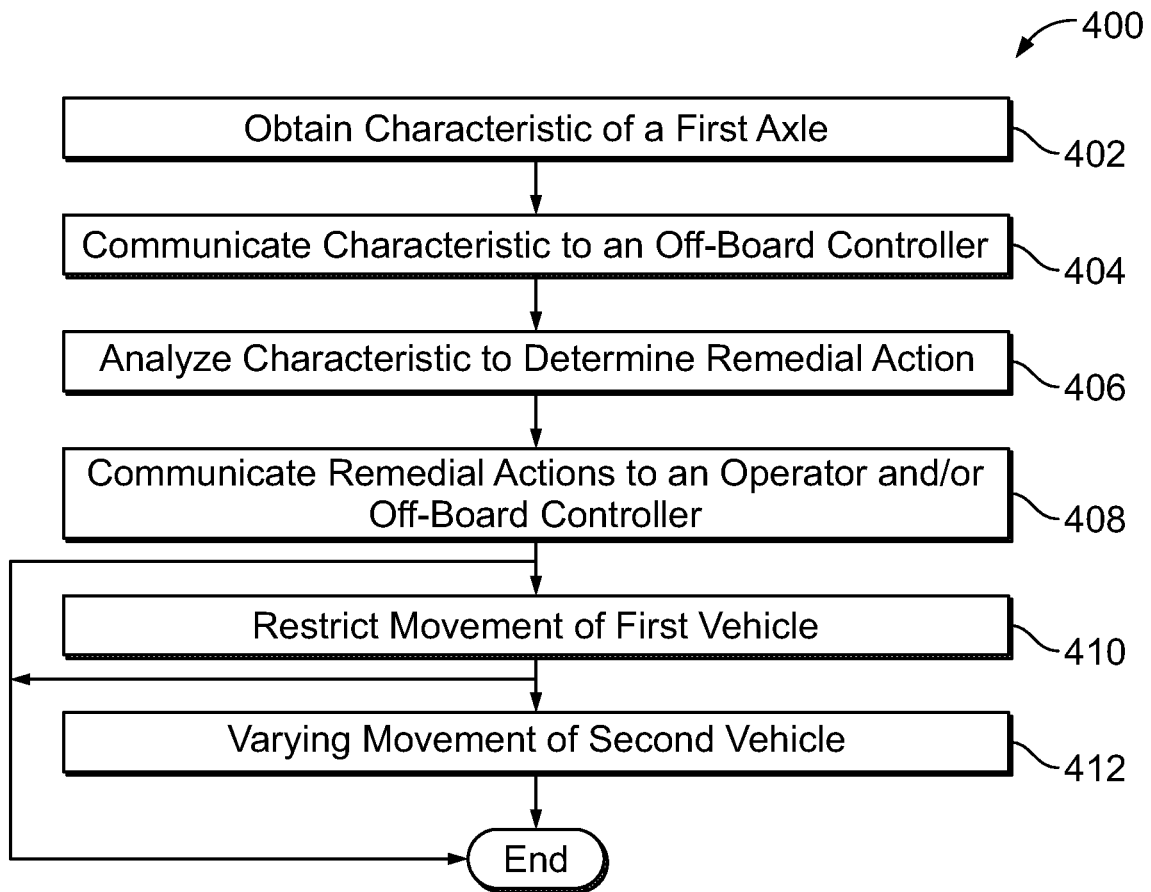 400
Obtain Characteristic of a First Axle
402
Communicate Characteristic to an Off-Board Controller
404
Analyze Characteristic to Determine Remedial Action
406
Communicate Remedial Actions to an Operator and/or
Off-Board Controller
408
Restrict Movement of First Vehicle
410
Varying Movement of Second Vehicle
412
End